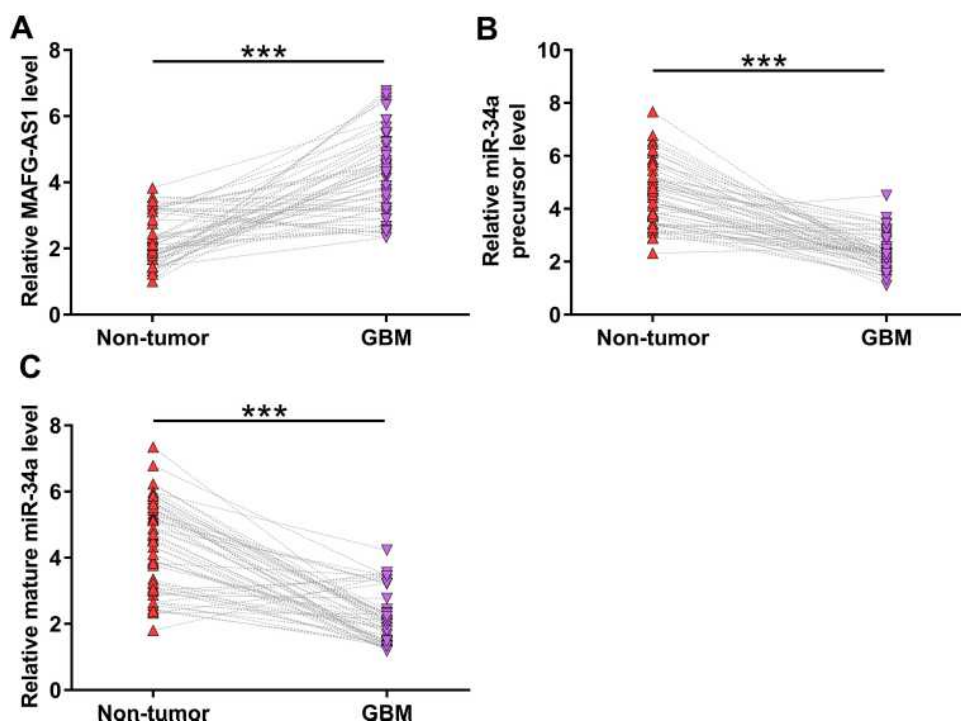 A
***
Relative MAFG-AS1 level
8
6
4
2
0
Non-tumor
GBM
B
***
Relative miR-34a
precursor level
10
8
6
4
2
0
Non-tumor
GBM
C
***
Relative mature miR-34a level
8
6
4
2
0
Non-tumor
GBM